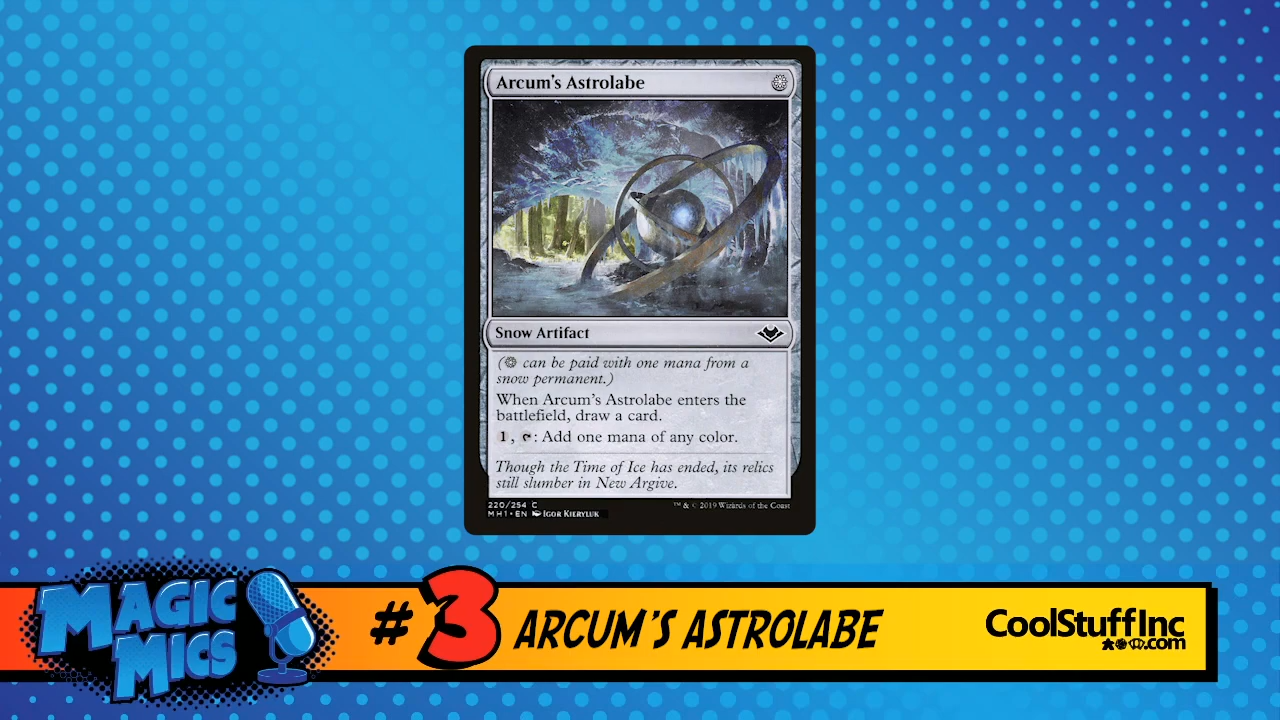 Arcum's Astrolabe
Snow Artifact
( can be paid with one mana from a
snow permanent.)
When Arcum's Astrolabe enters the
battlefield, draw a card.
1, : Add one mana of any color.
Though the Time of Ice has ended, its relics
still slumber in New Argive.
220/254 C
MH1 • EN Igor Kieryluk
™ & © 2019 Wizards of the Coast
MAGIC
MICS
#3 ARCUM'S ASTROLABE
CoolStuffInc
.com